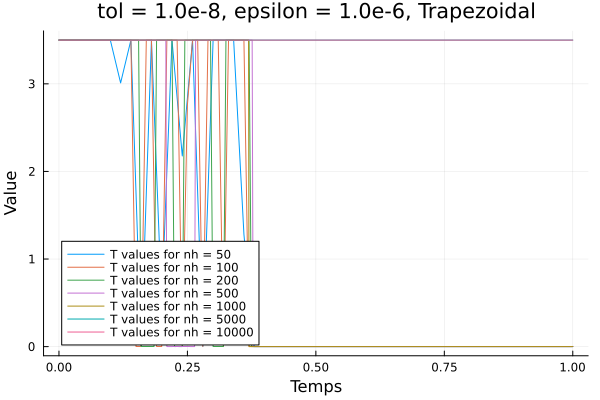 tol = 1.0e-8, epsilon = 1.0e-6, Trapezoidal
Value
3
2
1
0
T values for nh = 50
T values for nh = 100
T values for nh = 200
T values for nh = 500
T values for nh = 1000
T values for nh = 5000
T values for nh = 10000
0.00 0.25 0.50 0.75 1.00
Temps